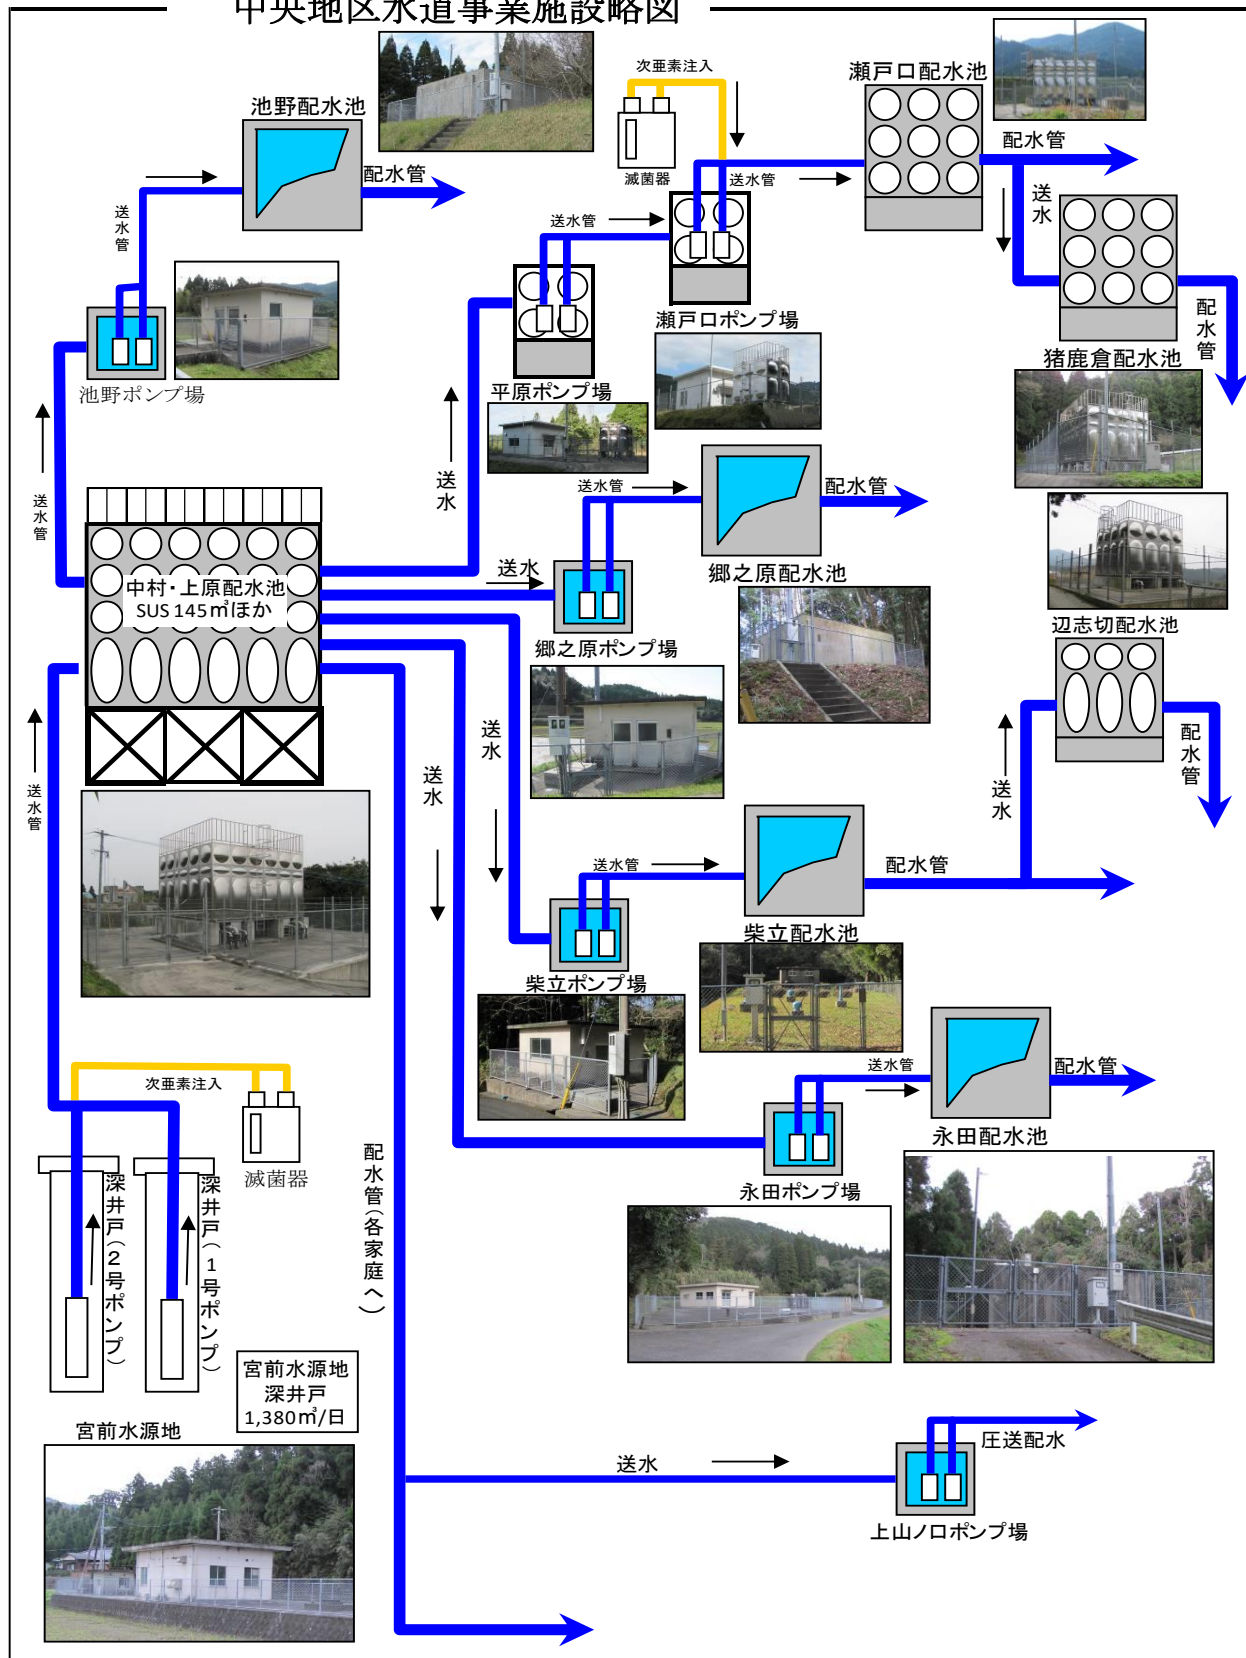 中央地区水道事業施設略図
池野配水池
配水管
送水管
池野ポンプ場
送水管
次亜素注入
滅菌器
送水管
瀬戸口配水池
配水管
送水
猪鹿倉配水池
配水管
瀬戸口ポンプ場
送水管
平原ポンプ場
送水
送水管
配水管
郷之原配水池
送水
郷之原ポンプ場
中村・上原配水池
SUS 145㎥ほか
辺志切配水池
配水管
送水
送水
送水
送水管
送水管
配水管
柴立配水池
柴立ポンプ場
送水管
配水管
永田配水池
永田ポンプ場
次亜素注入
滅菌器
深井戸(2号ポンプ)
深井戸(1号ポンプ)
配水管(各家庭へ)
宮前水源地
深井戸
1,380㎥/日
宮前水源地
送水
圧送配水
上山ノ口ポンプ場